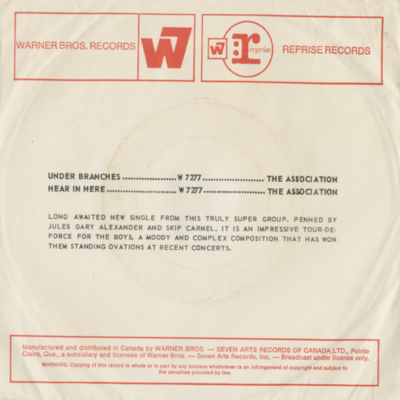 WARNER BROS. RECORDS
W7
W7 r reprise
REPRISE RECORDS
UNDER BRANCHES ..................... W 7277 ........................ THE ASSOCIATION
HEAR IN HERE ..................... W 7277 ........................ THE ASSOCIATION
LONG AWAITED NEW SINGLE FROM THIS TRULY SUPER GROUP. PENNED BY
JULES GARY ALEXANDER AND SKIP CARMEL, IT IS AN IMPRESSIVE TOUR-DE-
FORCE FOR THE BOYS, A MOODY AND COMPLEX COMPOSITION THAT HAS WON
THEM STANDING OVATIONS AT RECENT CONCERTS.
Manufactured and distributed in Canada by WARNER BROS. — SEVEN ARTS RECORDS OF CANADA, LTD., Pointe
Claire, Que., a subsidiary and licensee of Warner Bros. — Seven Arts Records, Inc. — Broadcast under license only.
WARNING: Copying of this record in whole or in part by any process whatsoever is an infringement of copyright and subject to
the penalties provided by law.